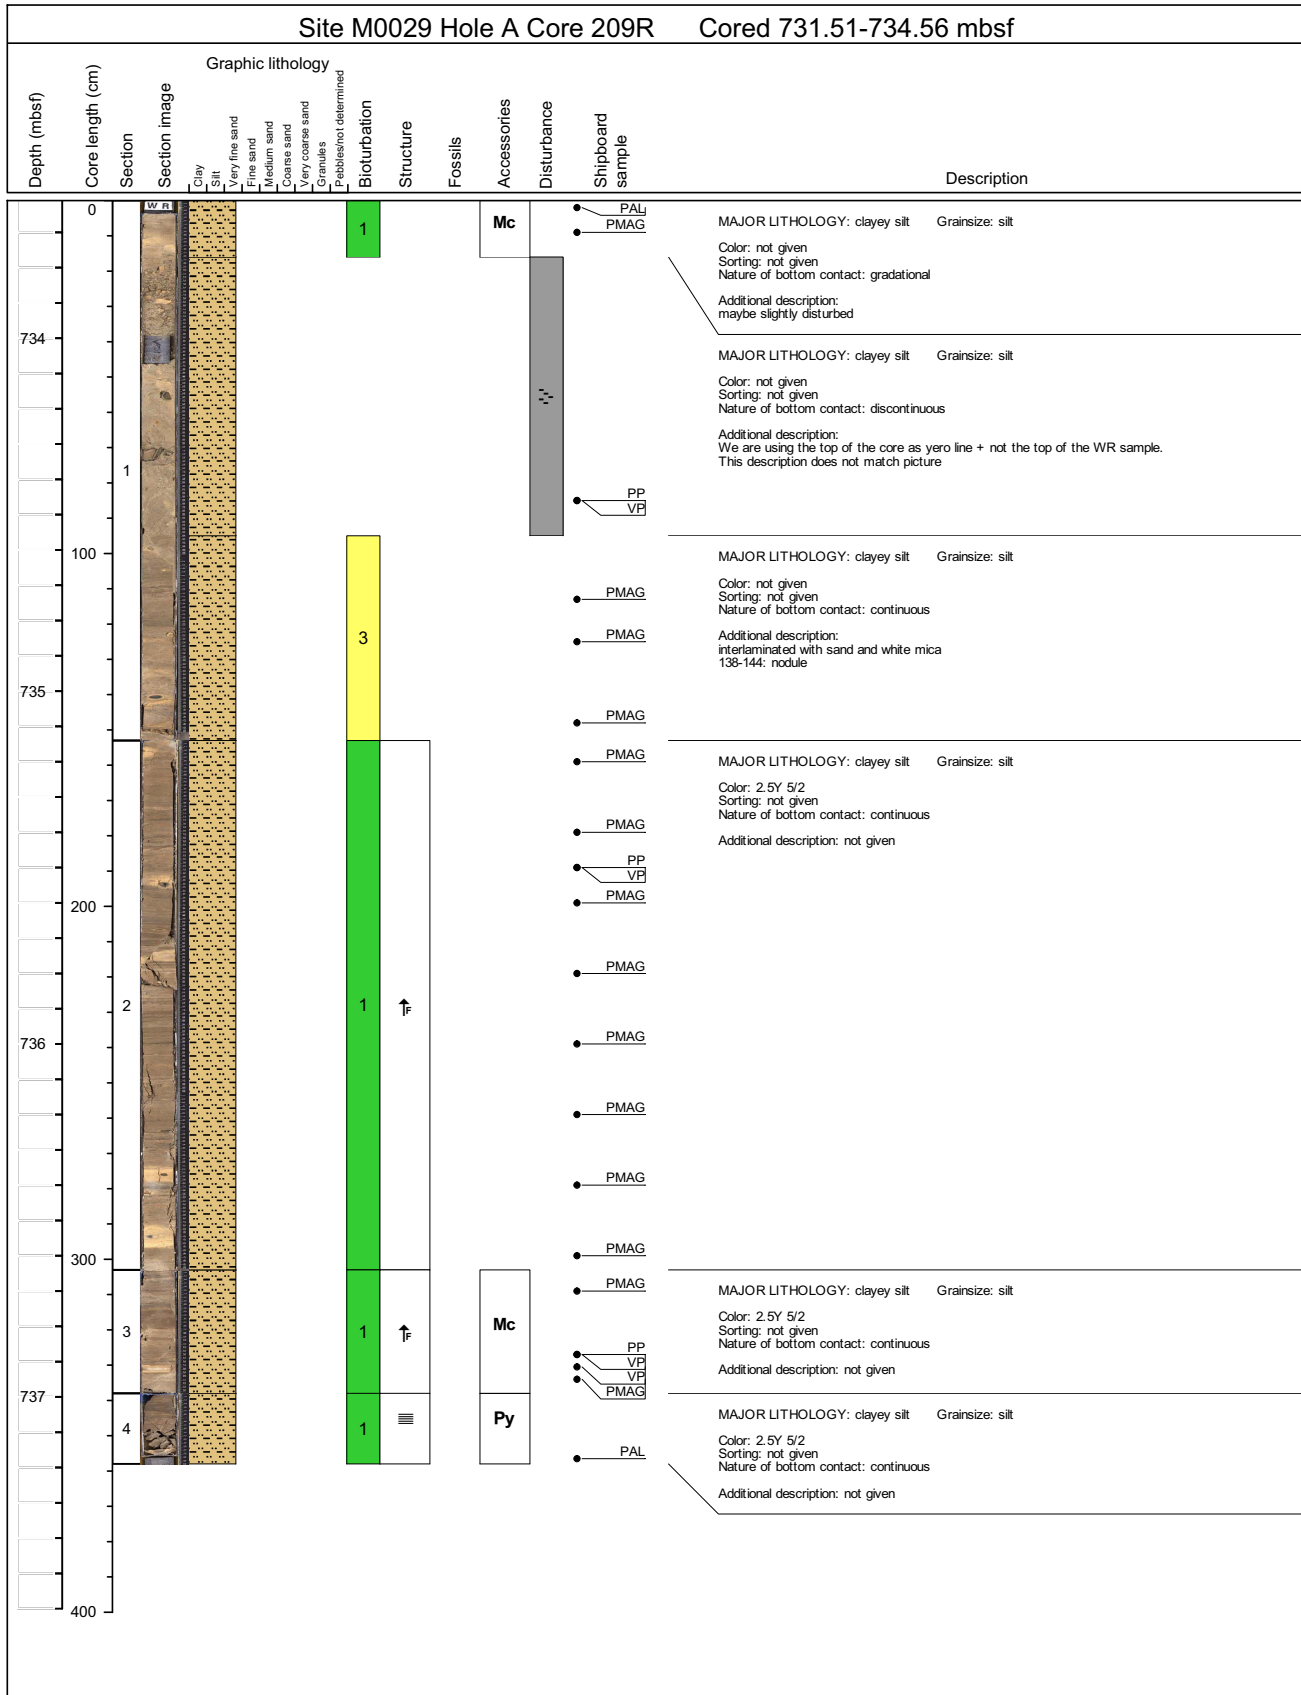 Site M0029 Hole A Core 209R Cored 731.51-734.56 mbsf
Depth (mbsf)
Core length (cm)
Section
Section image
Graphic lithology
Clay
Silt
Very fine sand
Fine sand
Medium sand
Coarse sand
Very coarse sand
Granules
Pebbles/not determined
Bioturbation
Structure
Fossils
Accessories
Disturbance
Shipboard sample
Description
0
W R
1
Mc
PAL
PMAG
MAJOR LITHOLOGY: clayey silt Grainsize: silt
Color: not given
Sorting: not given
Nature of bottom contact: gradational
Additional description:
maybe slightly disturbed
734
MAJOR LITHOLOGY: clayey silt Grainsize: silt
Color: not given
Sorting: not given
Nature of bottom contact: discontinuous
Additional description:
We are using the top of the core as yero line + not the top of the WR sample.
This description does not match picture
1
PP
VP
100
MAJOR LITHOLOGY: clayey silt Grainsize: silt
Color: not given
Sorting: not given
Nature of bottom contact: continuous
Additional description:
interlaminated with sand and white mica
138-144: nodule
PMAG
3
PMAG
735
PMAG
PMAG
MAJOR LITHOLOGY: clayey silt Grainsize: silt
Color: 2.5Y 5/2
Sorting: not given
Nature of bottom contact: continuous
Additional description: not given
PMAG
PP
VP
200
PMAG
PMAG
2
1
F
736
PMAG
PMAG
PMAG
300
PMAG
PMAG
MAJOR LITHOLOGY: clayey silt Grainsize: silt
Color: 2.5Y 5/2
Sorting: not given
Nature of bottom contact: continuous
Additional description: not given
3
1
F
Mc
PP
VP
VP
PMAG
737
MAJOR LITHOLOGY: clayey silt Grainsize: silt
Color: 2.5Y 5/2
Sorting: not given
Nature of bottom contact: continuous
Additional description: not given
4
1
Py
PAL
400